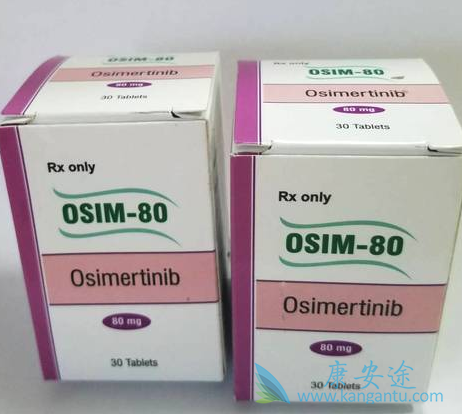 OSIM-80
Osimertinib
80 mg
30 Tablets
Rx only
OSIM-80
Osimertinib
80 mg
30 Tablets
OSIM-80
Osimertinib
80 mg
30 Tablets
Rx only
OSIM-80
Osimertinib
80 mg
30 Tablets
康安途
www.kangantu.com